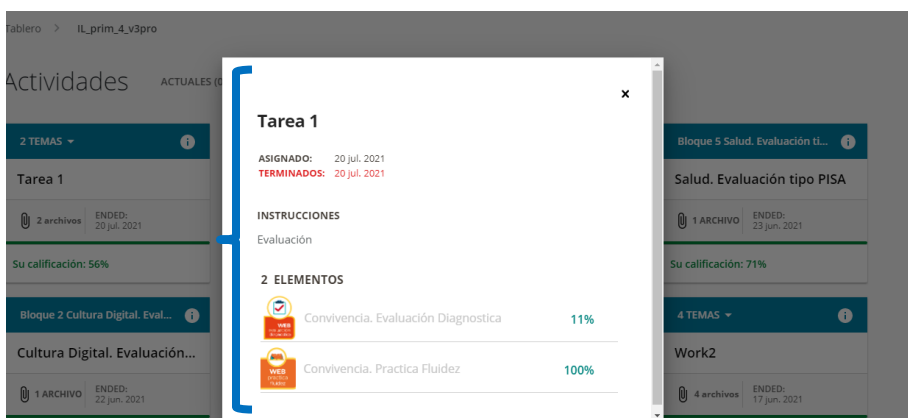 Tablero > IL_prim_4_v3pro
Actividades ACTUALES (0
2 TEMAS
Tarea 1
2 archivos
ENDED:
20 jul. 2021
Su calificación: 56%
Bloque 2 Cultura Digital. Eval...
Cultura Digital. Evaluación...
1 ARCHIVO
ENDED:
22 jun. 2021
×
Tarea 1
ASIGNADO: 20 jul. 2021
TERMINADOS: 20 jul. 2021
INSTRUCCIONES
Evaluación
2 ELEMENTOS
WEB
Convivencia. Evaluación Diagnostica 11%
WEB
practica
fluidez
Convivencia. Practica Fluidez 100%
Bloque 5 Salud. Evaluación ti...
Salud. Evaluación tipo PISA
1 ARCHIVO
ENDED:
23 jun. 2021
Su calificación: 71%
4 TEMAS
Work2
4 archivos
ENDED:
17 jun. 2021